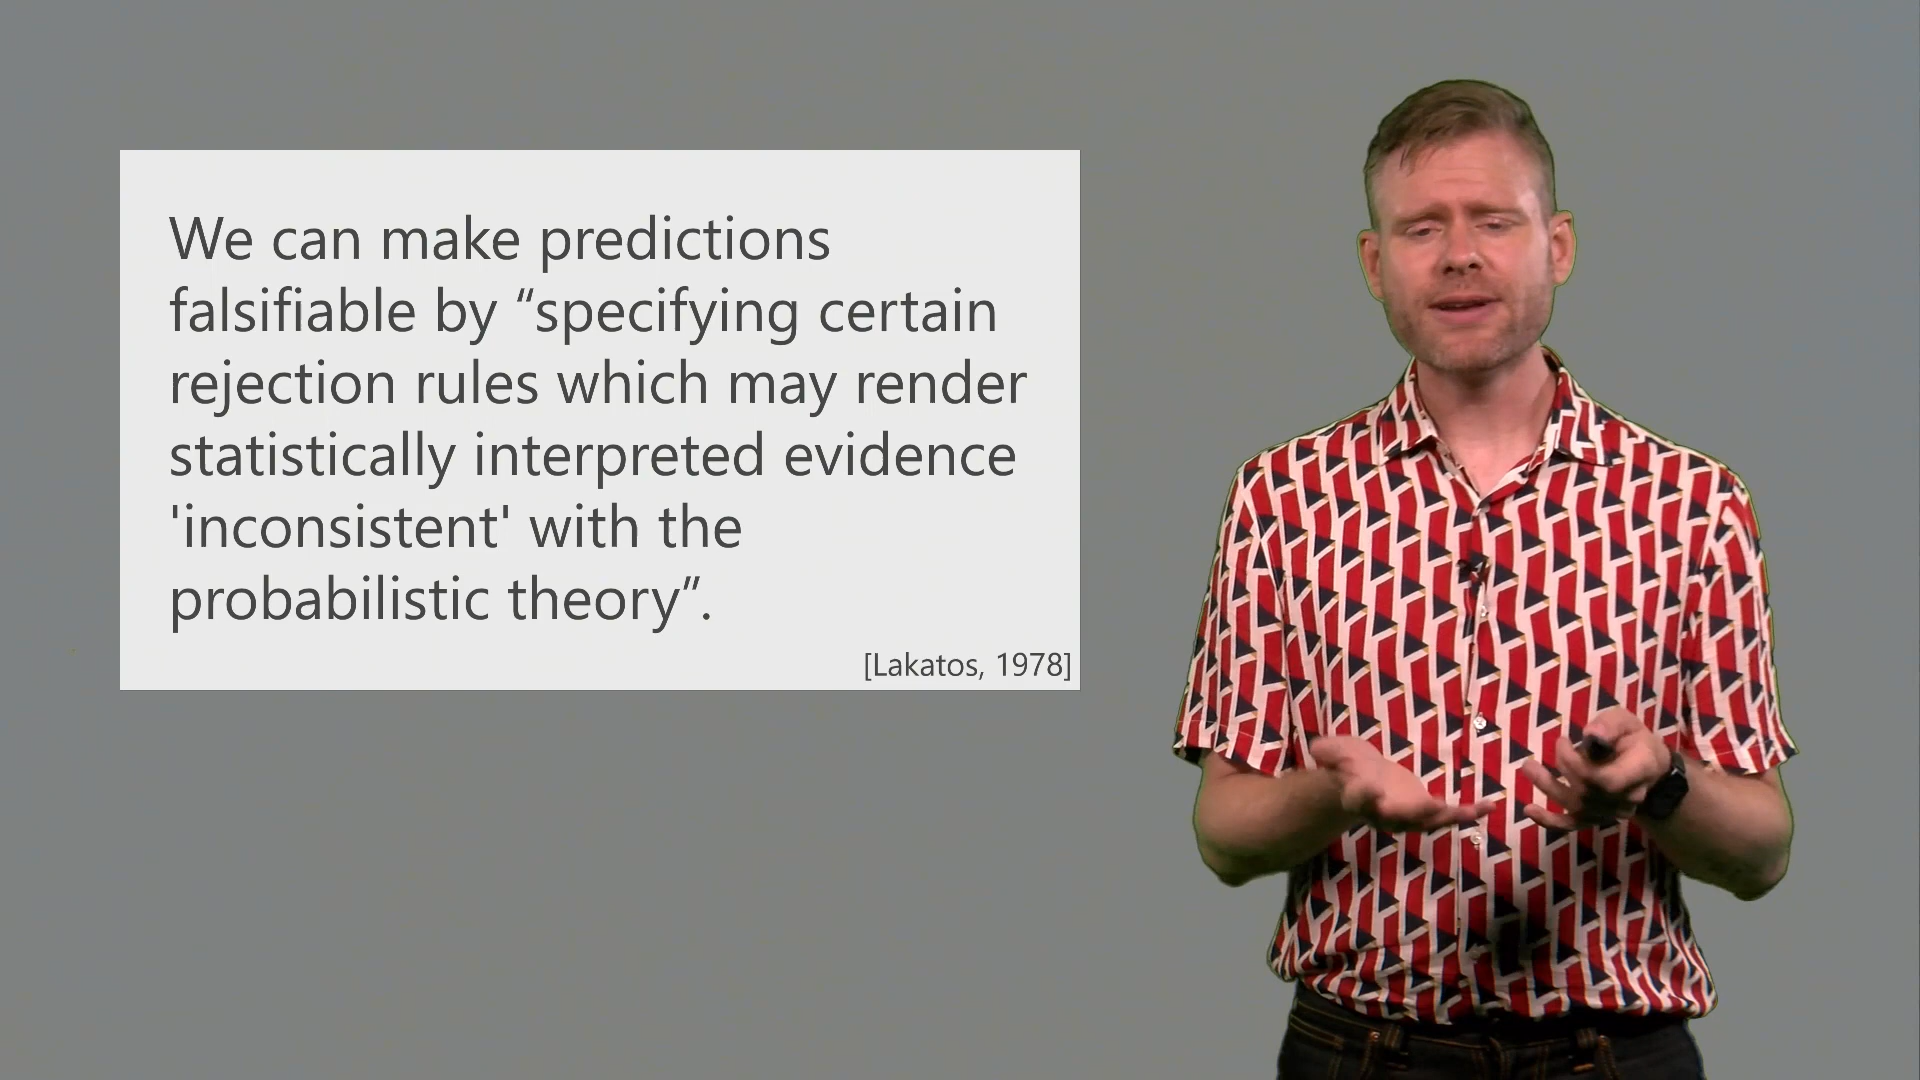 We can make predictions
falsifiable by “specifying certain
rejection rules which may render
statistically interpreted evidence
'inconsistent' with the
probabilistic theory”.
[Lakatos, 1978]